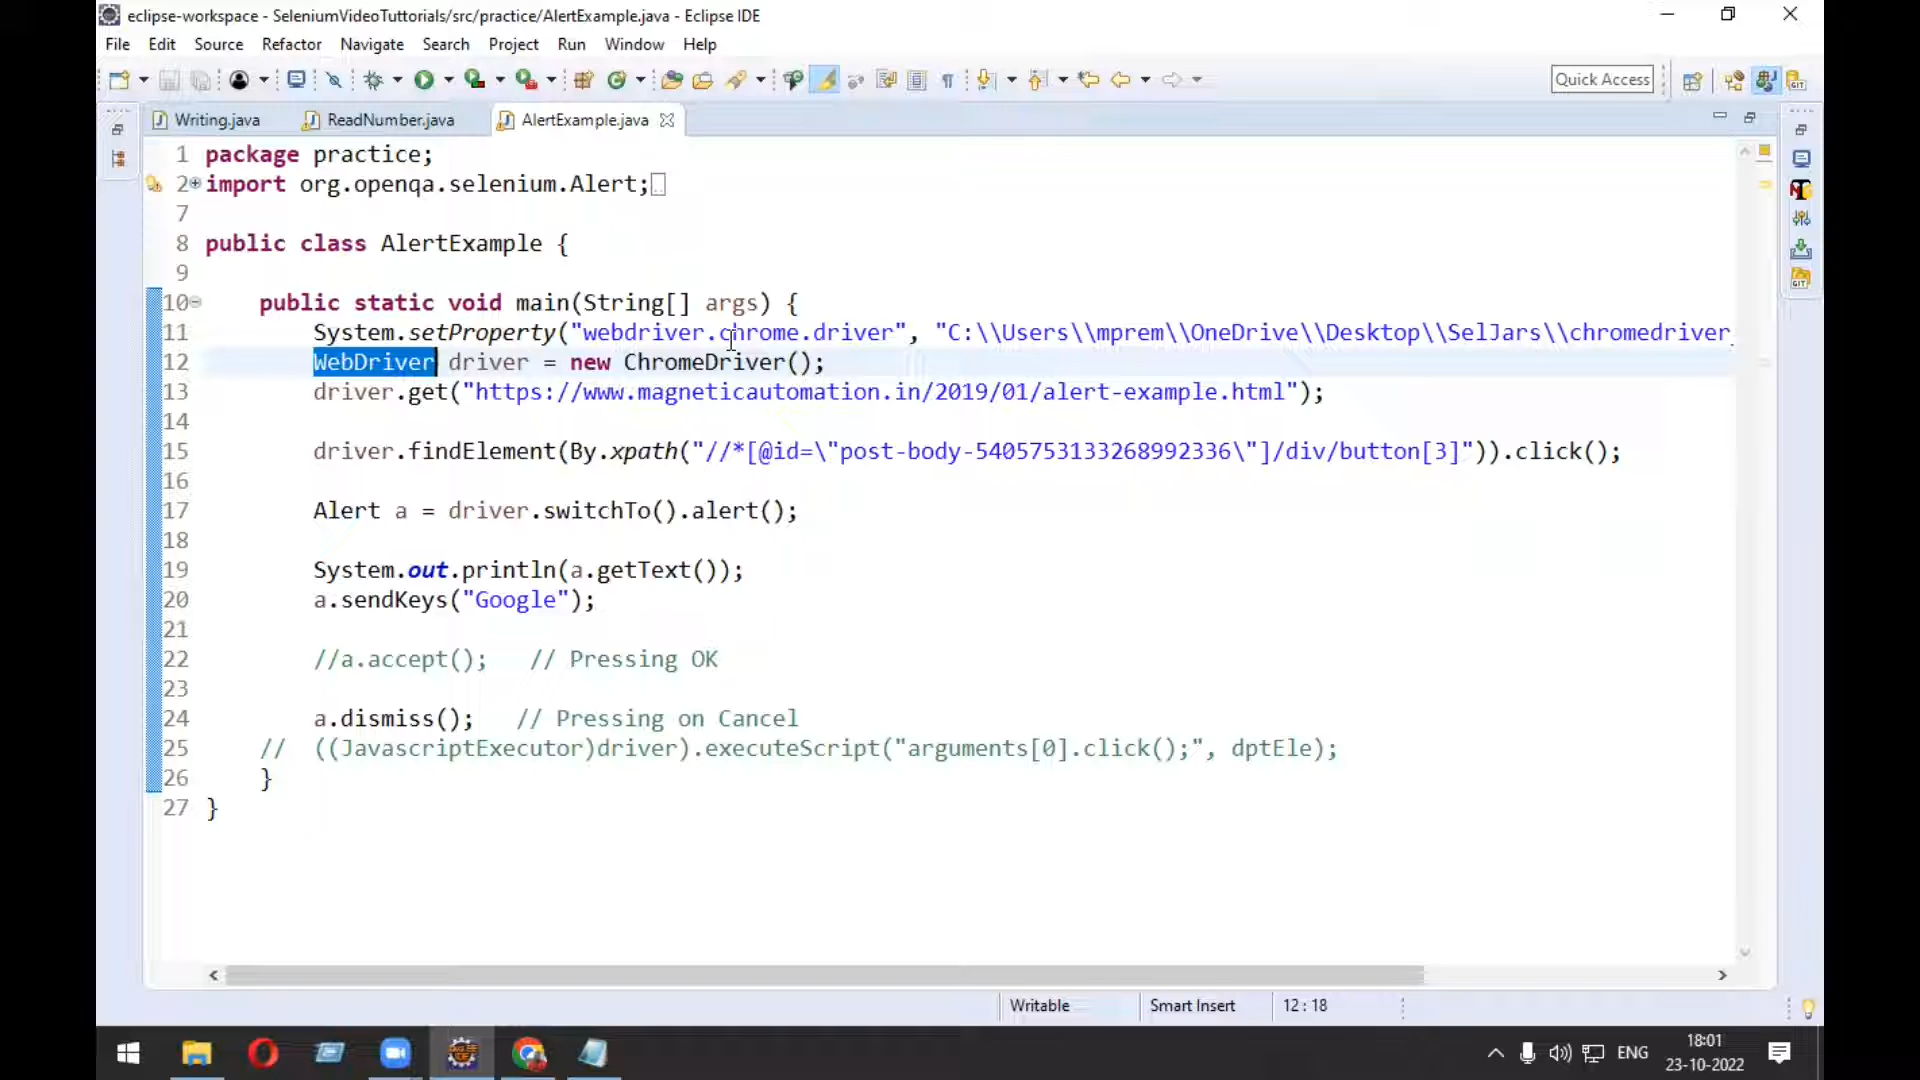 eclipse-workspace - SeleniumVideoTuttorials/src/practice/AlertExample.java - Eclipse IDE
File Edit Source Refactor Navigate Search Project Run Window Help
Quick Access
Writing.java ReadNumber.java AlertExample.java
1 package practice;
2 import org.openqa.selenium.Alert;
7
8 public class AlertExample {
9
10 public static void main(String[] args) {
11 System.setProperty("webdriver.chrome.driver", "C:\\Users\\mprem\\OneDrive\\Desktop\\SelJars\\chromedriver
12 WebDriver driver = new ChromeDriver();
13 driver.get("https://www.magneticautomation.in/2019/01/alert-example.html");
14
15 driver.findElement(By.xpath("//*[@id=\"post-body-5405753133268992336\"]/div/button[3]")).click();
16
17 Alert a = driver.switchTo().alert();
18
19 System.out.println(a.getText());
20 a.sendKeys("Google");
21
22 //a.accept(); // Pressing OK
23
24 a.dismiss(); // Pressing on Cancel
25 // ((JavascriptExecutor)driver).executeScript("arguments[0].click();", dptEle);
26 }
27 }
Writable Smart Insert 12 : 18
ENG 18:01
23-10-2022